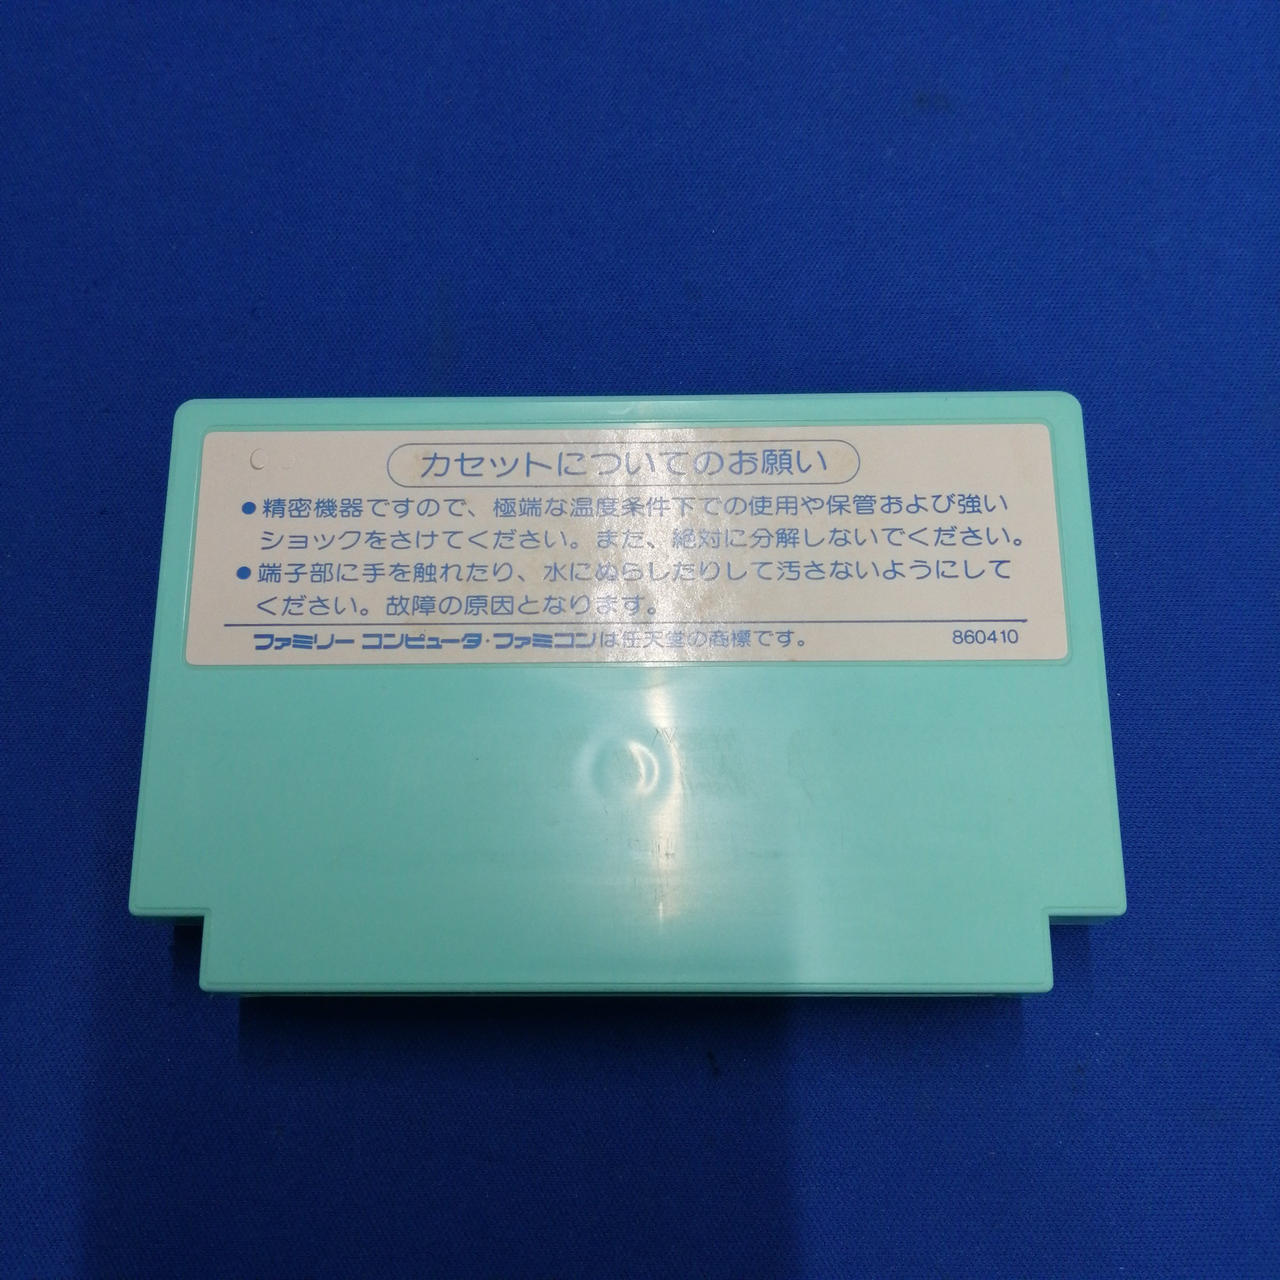 カセットについてのお願い
●精密機器ですので、極端な温度条件下での使用や保管および強い
ショックをさけてください。また、絶対に分解しないでください。
●端子部に手を触れたり、水にぬらしたりして汚さないようにして
ください。故障の原因となります。
ファミリー コンピュータ・ファミコンは任天堂の商標です。 860410